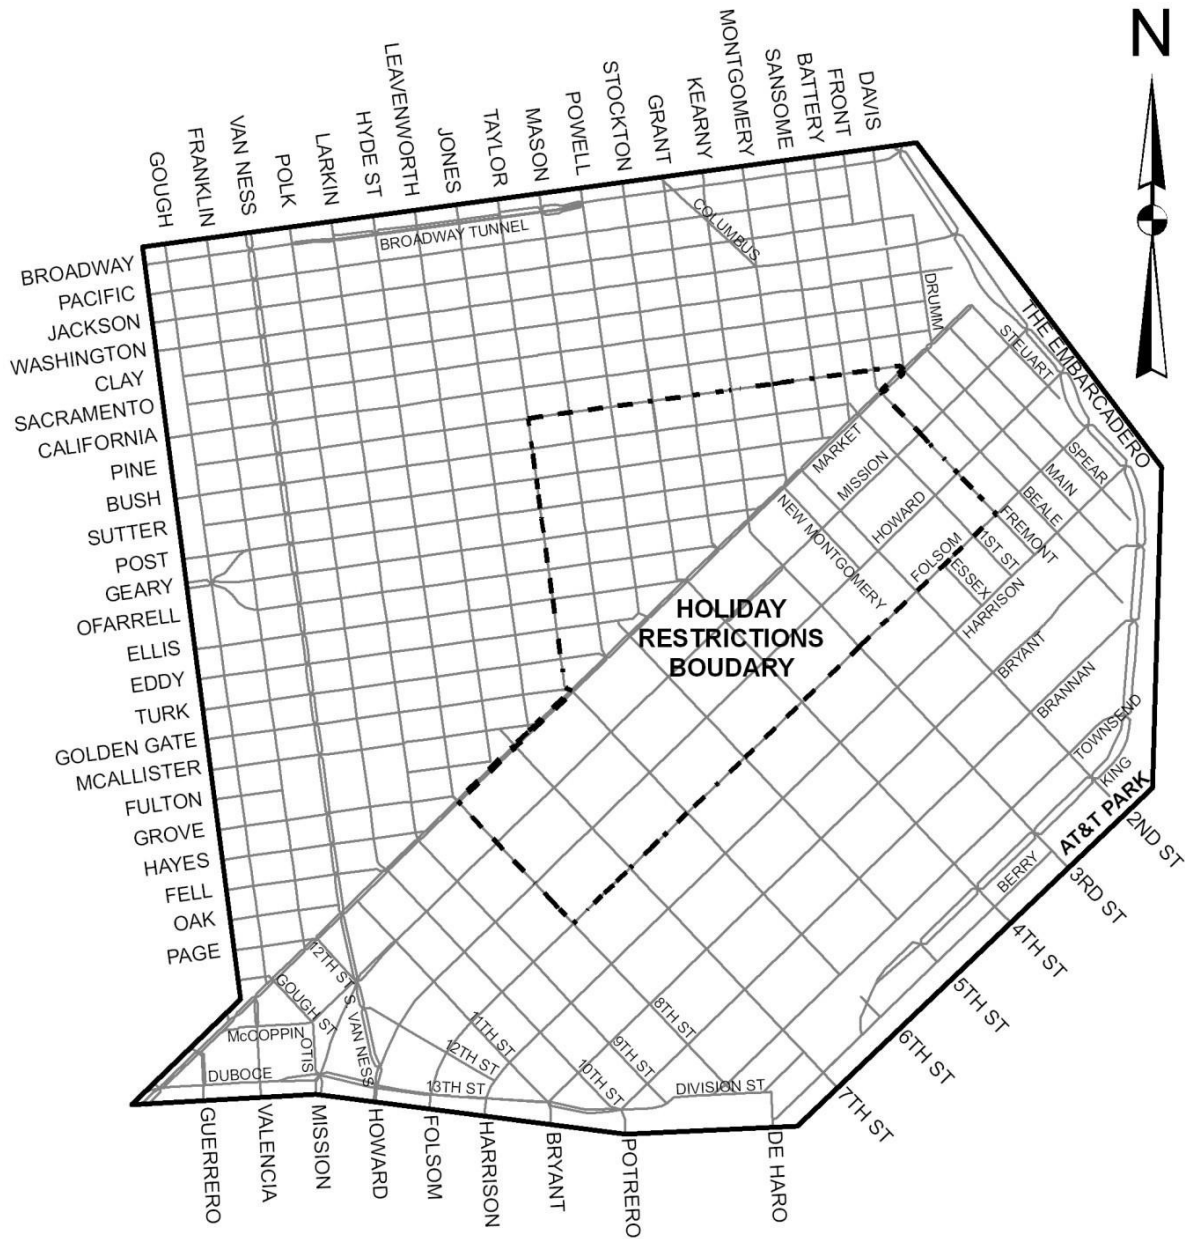 N
GOUGH
FRANKLIN
VAN NESS
POLK
LARKIN
HYDE ST
LEAVENWORTH
JONES
TAYLOR
MASON
POWELL
STOCKTON
GRANT
KEARNY
MONTGOMERY
SANSOME
BATTERY
FRONT
DAVIS
BROADWAY
PACIFIC
JACKSON
WASHINGTON
CLAY
SACRAMENTO
CALIFORNIA
PINE
BUSH
SUTTER
POST
GEARY
OFARRELL
ELLIS
EDDY
TURK
GOLDEN GATE
MCALLISTER
FULTON
GROVE
HAYES
FELL
OAK
PAGE
BROADWAY TUNNEL
COLUMBUS
DRUMM
STEUART
THE EMBARCADERO
SPEAR
MAIN
BEALE
FREMONT
1ST ST
ESSEX
MARKET
MISSION
HOWARD
FOLSOM
HARRISON
NEW MONTGOMERY
BRYANT
BRANNAN
TOWNSEND
KING
BERRY
AT&T PARK
HOLIDAY
RESTRICTIONS
BOUDARY
2ND ST
3RD ST
4TH ST
5TH ST
6TH ST
7TH ST
8TH ST
9TH ST
10TH ST
11TH ST
12TH ST
13TH ST
DIVISION ST
12TH ST
GOUGH ST
S. VAN NESS
McCOPPIN
OTIS
DUBOCE
GUERRERO
VALENCIA
MISSION
HOWARD
FOLSOM
HARRISON
BRYANT
POTRERO
DE HARO